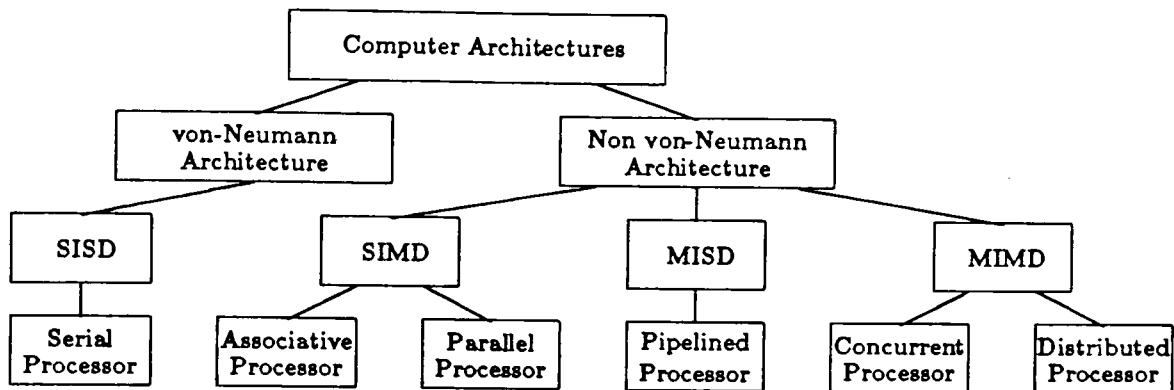 Computer Architectures
von-Neumann
Architecture
Non von-Neumann
Architecture
SISD
SIMD
MISD
MIMD
Serial
Processor
Associative
Processor
Parallel
Processor
Pipelined
Processor
Concurrent
Processor
Distributed
Processor